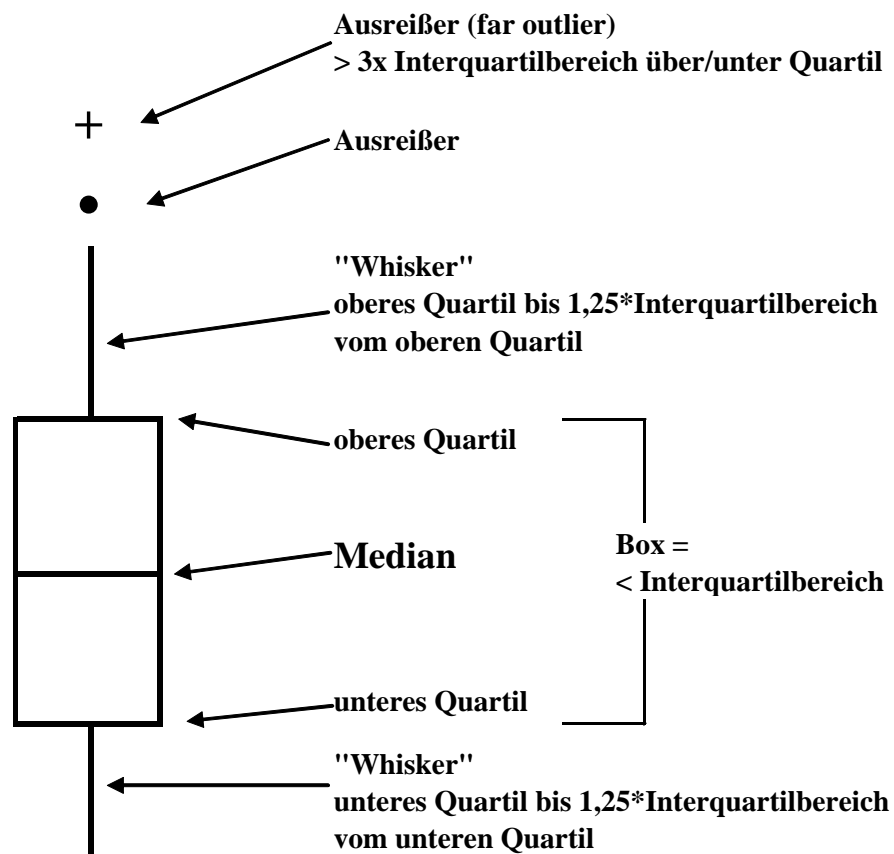 Ausreißer (far outlier)
> 3x Interquartilbereich über/unter Quartil
Ausreißer
"Whisker"
oberes Quartil bis 1,25*Interquartilbereich
vom oberen Quartil
oberes Quartil
Median
Box =
< Interquartilbereich
unteres Quartil
"Whisker"
unteres Quartil bis 1,25*Interquartilbereich
vom unteren Quartil